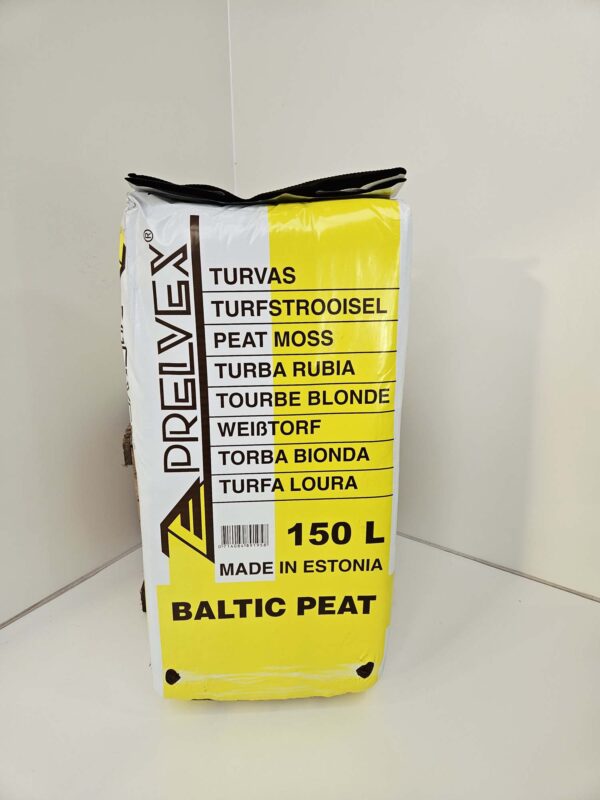 PRELVEX®
TURVAS
TURFSTROOISEL
PEAT MOSS
TURBA RUBIA
TOURBE BLONDE
WEIßTORF
TORBA BIONDA
TURFA LOURA
150 L
MADE IN ESTONIA
BALTIC PEAT